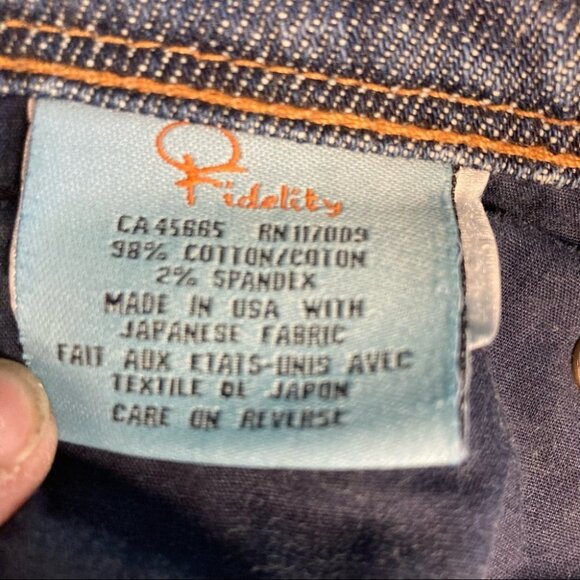 Fidelity
CA 45665 RN 117009
98% COTTON/COTON
2% SPANDEX
MADE IN USA WITH
JAPANESE FABRIC
FAIT AUX ETATS-UNIS AVEC
TEXTILE DE JAPON
CARE ON REVERSE